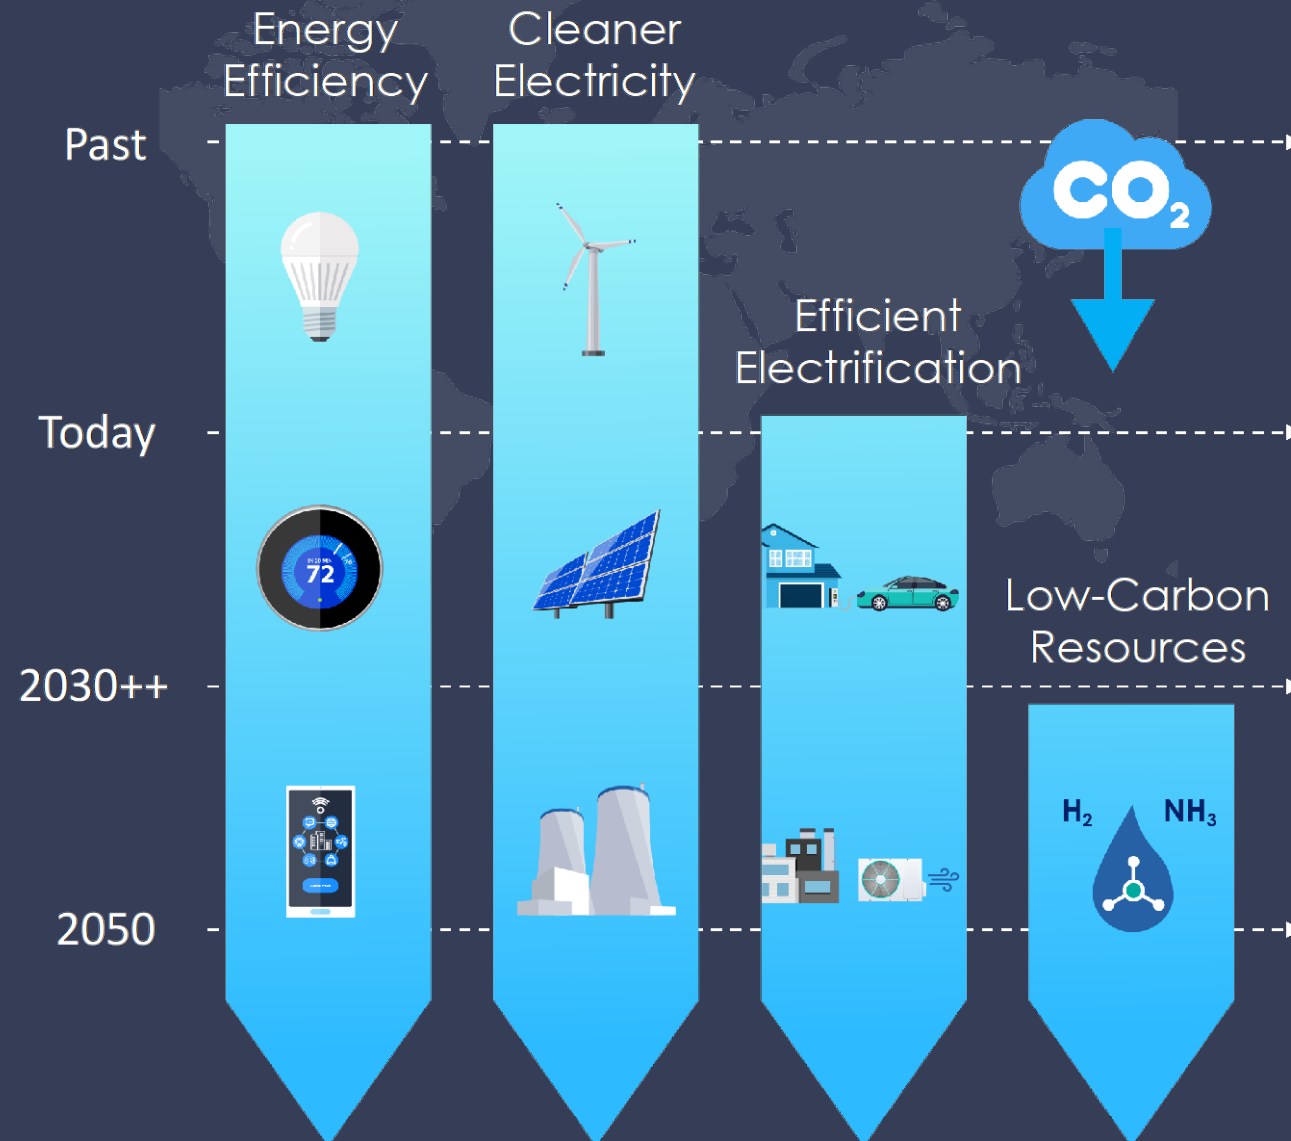 Energy
Efficiency
Cleaner
Electricity
Past
CO₂
Efficient
Electrification
Today
72
Low-Carbon
Resources
2030++
H₂
NH₃
2050